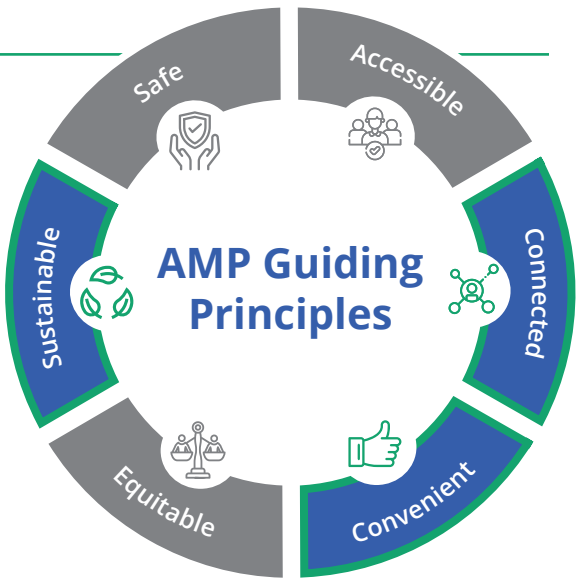 Safe
Accessible
Sustainable
AMP Guiding
Principles
Connected
Equitable
Convenient